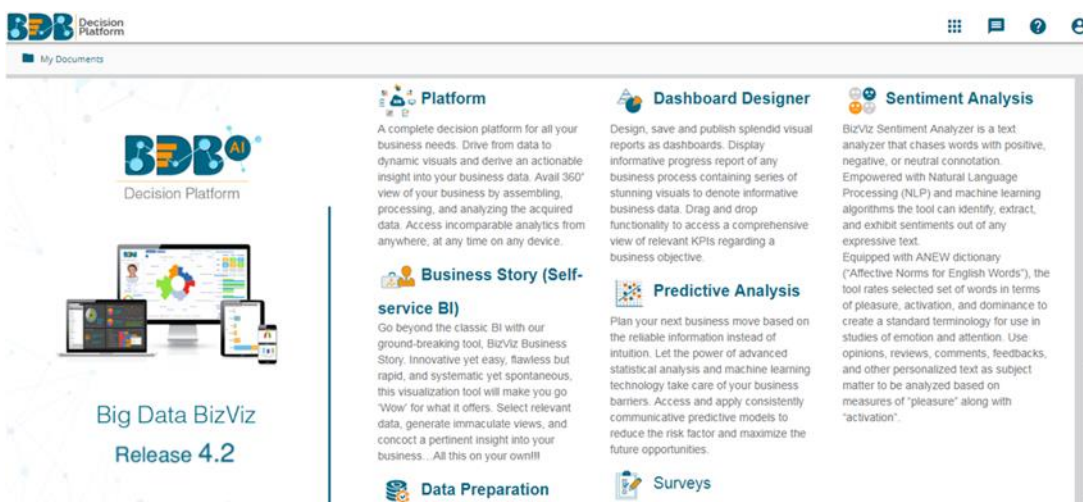 BDB Decision
Platform
My Documents
BDB AI
Decision Platform
Big Data BizViz
Release 4.2
Platform
A complete decision platform for all your
business needs. Drive from data to
dynamic visuals and derive an actionable
insight into your business data. Avail 360°
view of your business by assembling,
processing, and analyzing the acquired
data. Access incomparable analytics from
anywhere, at any time on any device.
Business Story (Self-
service BI)
Go beyond the classic BI with our
ground-breaking tool, BizViz Business
Story. Innovative yet easy, flawless but
rapid, and systematic yet spontaneous,
this visualization tool will make you go
'Wow' for what it offers. Select relevant
data, generate immaculate views, and
concoct a pertinent insight into your
business…All this on your own!!!!
Data Preparation
Dashboard Designer
Design, save and publish splendid visual
reports as dashboards. Display
informative progress report of any
business process containing series of
stunning visuals to denote informative
business data. Drag and drop
functionality to access a comprehensive
view of relevant KPIs regarding a
business objective.
Predictive Analysis
Plan your next business move based on
the reliable information instead of
intuition. Let the power of advanced
statistical analysis and machine learning
technology take care of your business
barriers. Access and apply consistently
communicative predictive models to
reduce the risk factor and maximize the
future opportunities.
Surveys
Sentiment Analysis
BizViz Sentiment Analyzer is a text
analyzer that chases words with positive,
negative, or neutral connotation.
Empowered with Natural Language
Processing (NLP) and machine learning
algorithms the tool can identify, extract,
and exhibit sentiments out of any
expressive text.
Equipped with ANEW dictionary
("Affective Norms for English Words"), the
tool rates selected set of words in terms
of pleasure, activation, and dominance to
create a standard terminology for use in
studies of emotion and attention. Use
opinions, reviews, comments, feedbacks,
and other personalized text as subject
matter to be analyzed based on
measures of "pleasure" along with
"activation".